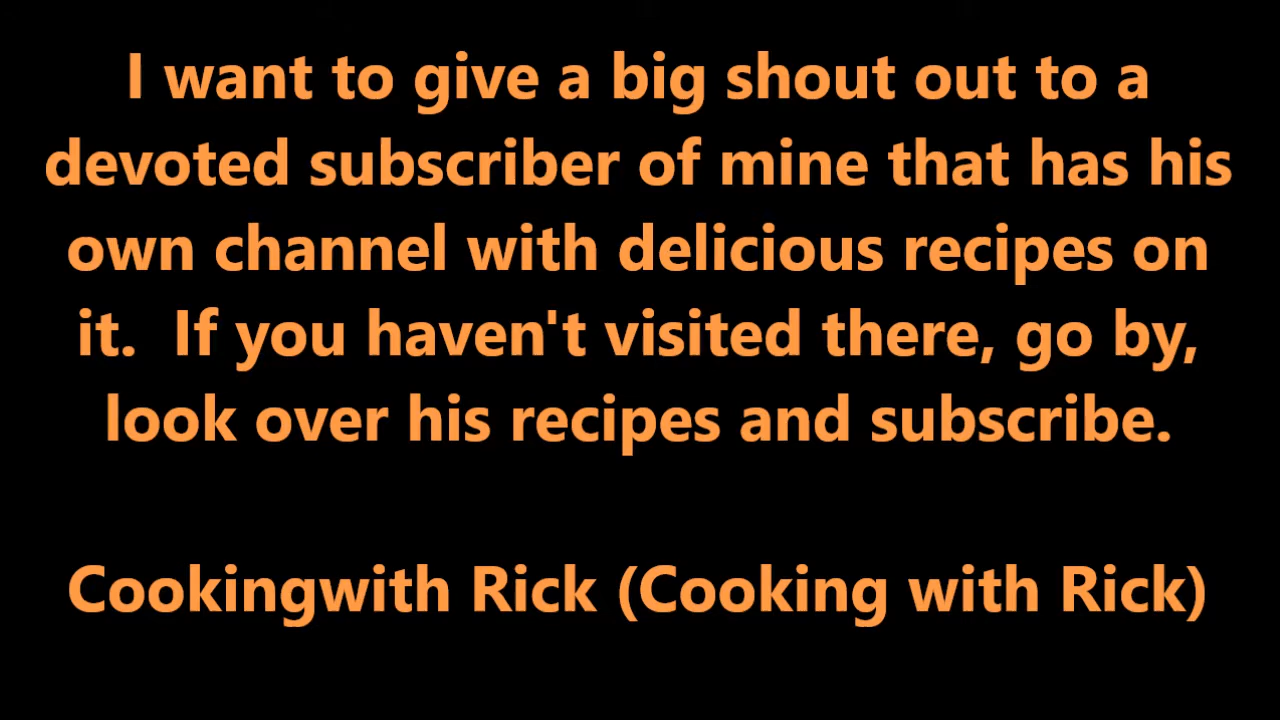 I want to give a big shout out to a
devoted subscriber of mine that has his
own channel with delicious recipes on
it.  If you haven't visited there, go by,
look over his recipes and subscribe.
Cookingwith Rick (Cooking with Rick)